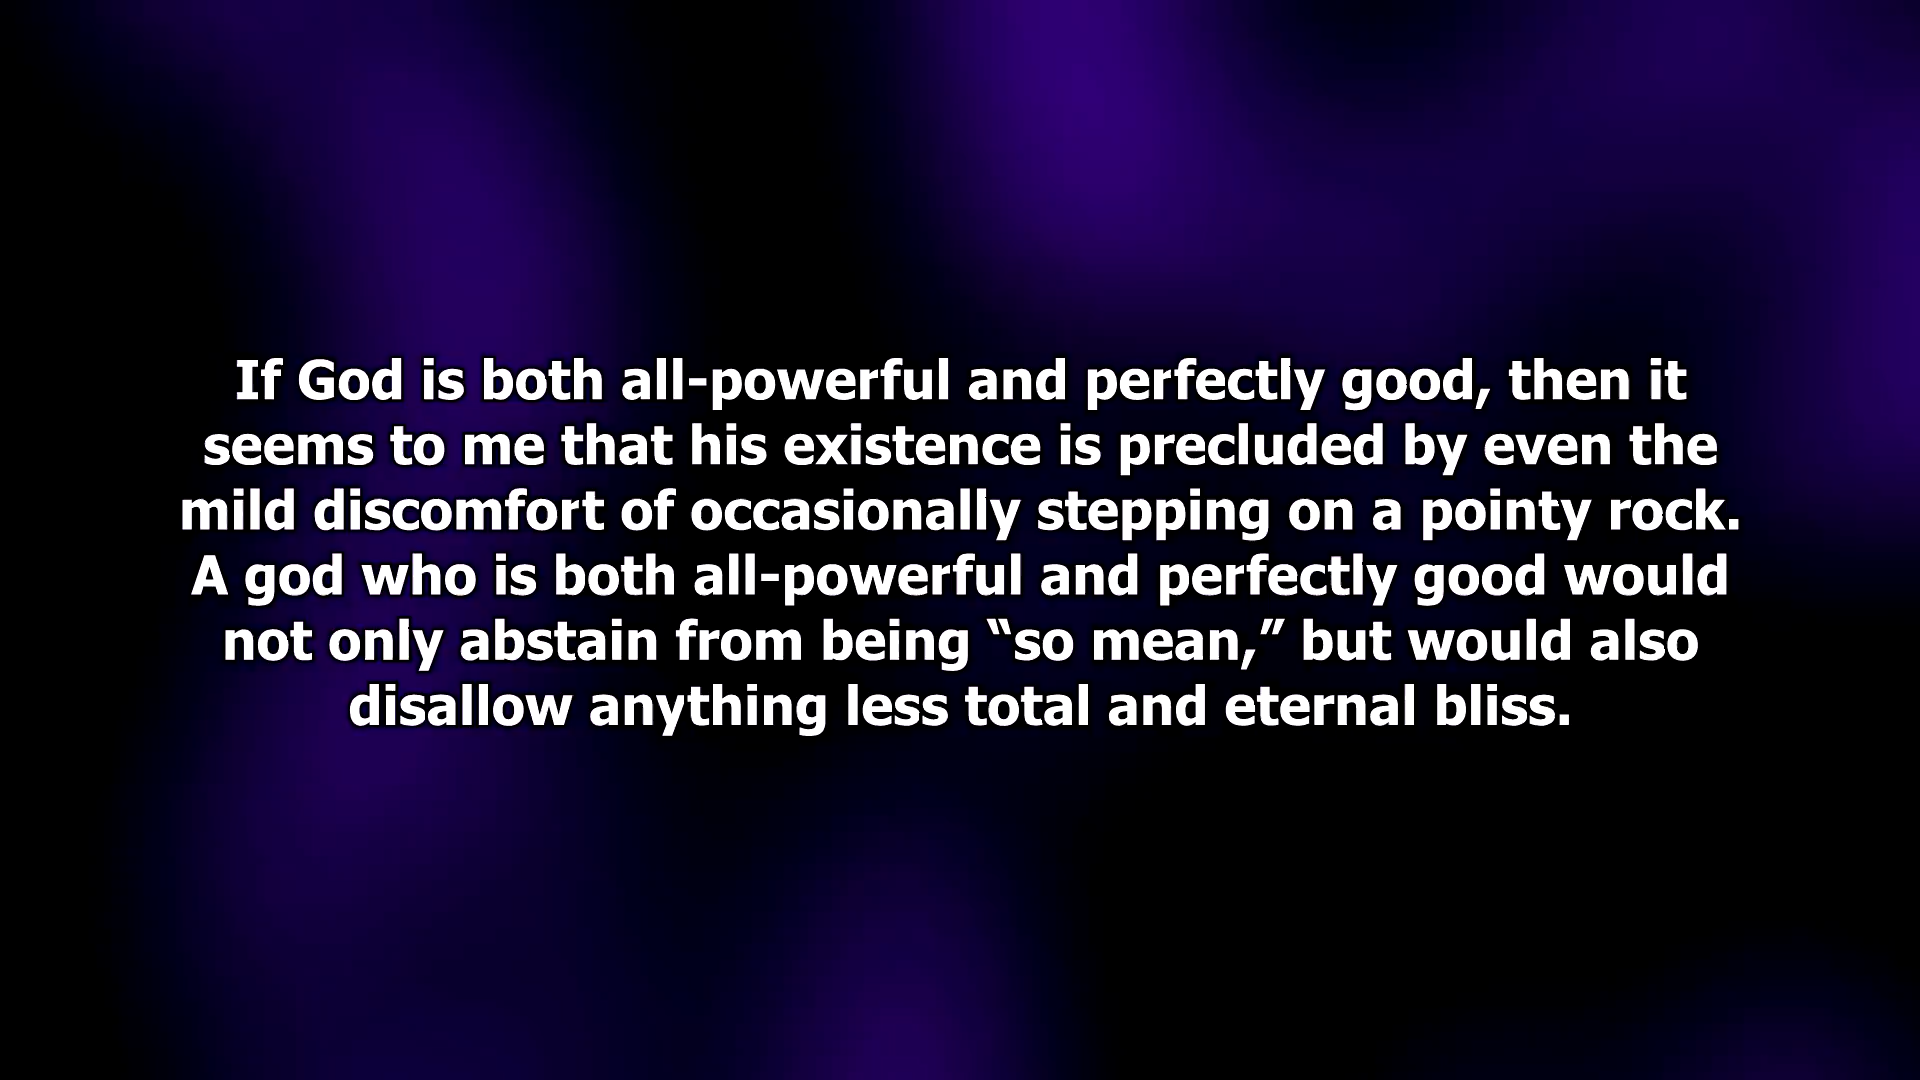 If God is both all-powerful and perfectly good, then it
seems to me that his existence is precluded by even the
mild discomfort of occasionally stepping on a pointy rock.
A god who is both all-powerful and perfectly good would
not only abstain from being “so mean,” but would also
disallow anything less total and eternal bliss.